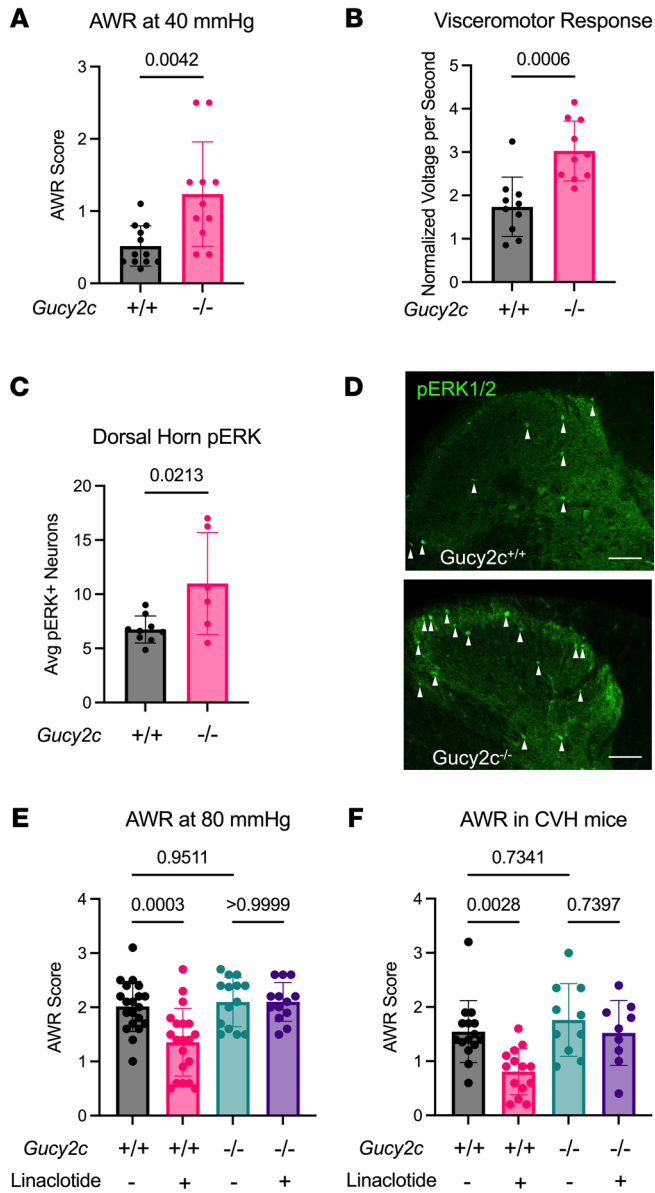 A
AWR at 40 mmHg
0.0042
3
2
1
0
AWR Score
Gucy2c +/+ -/-
B
Visceromotor Response
0.0006
5
4
3
2
1
0
Normalized Voltage per Second
Gucy2c +/+ -/-
C
Dorsal Horn pERK
0.0213
20
15
10
5
0
Avg pERK+ Neurons
Gucy2c +/+ -/-
D
pERK1/2
Gucy2c+/+
Gucy2c-/-
E
AWR at 80 mmHg
0.9511
0.0003 >0.9999
4
3
2
1
0
AWR Score
Gucy2c +/+ +/+ -/- -/-
Linaclotide - + - +
F
AWR in CVH mice
0.7341
0.0028 0.7397
4
3
2
1
0
AWR Score
Gucy2c +/+ +/+ -/- -/-
Linaclotide - + - +